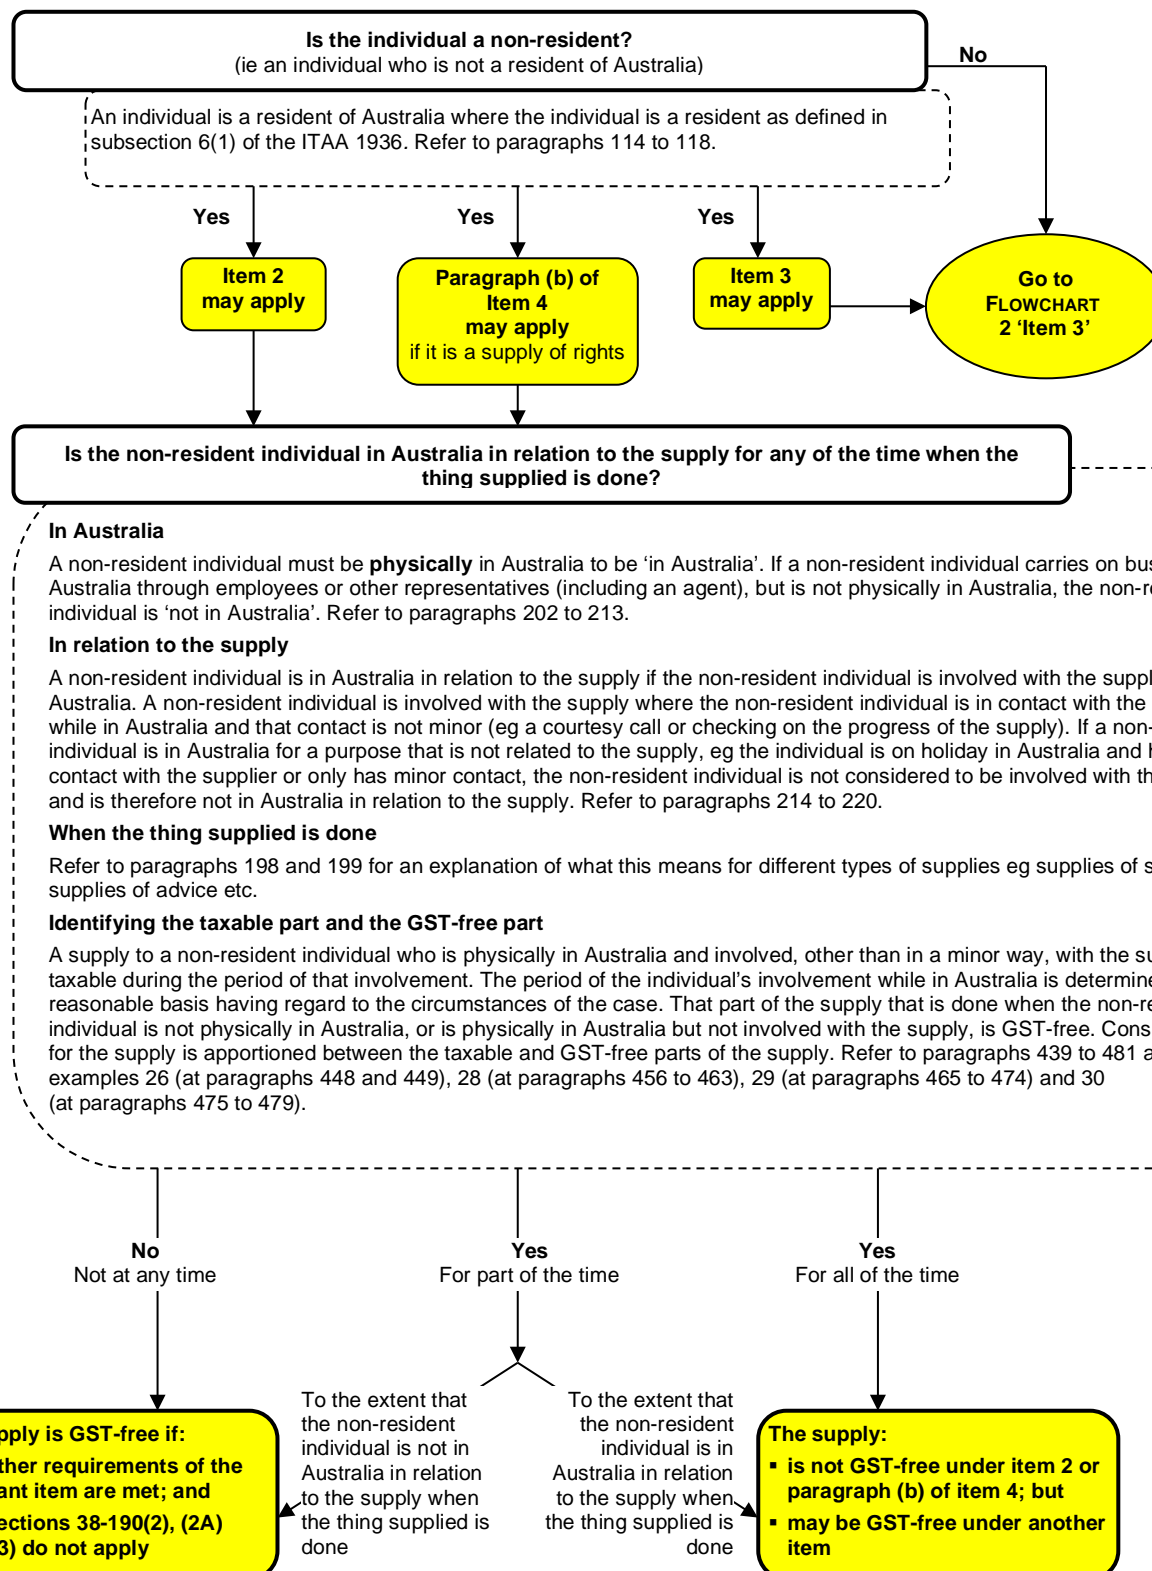 Is the individual a non-resident?
(ie an individual who is not a resident of Australia)
No
An individual is a resident of Australia where the individual is a resident as defined in
subsection 6(1) of the ITAA 1936. Refer to paragraphs 114 to 118.
Yes
Yes
Yes
Item 2
may apply
Paragraph (b) of
Item 4
may apply
if it is a supply of rights
Item 3
may apply
Go to
FLOWCHART
2 ‘Item 3’
Is the non-resident individual in Australia in relation to the supply for any of the time when the
thing supplied is done?
In Australia
A non-resident individual must be physically in Australia to be ‘in Australia’. If a non-resident individual carries on
Australia through employees or other representatives (including an agent), but is not physically in Australia, the
individual is ‘not in Australia’. Refer to paragraphs 202 to 213.
In relation to the supply
A non-resident individual is in Australia in relation to the supply if the non-resident individual is involved with the
Australia. A non-resident individual is involved with the supply where the non-resident individual is in contact with the
while in Australia and that contact is not minor (eg a courtesy call or checking on the progress of the supply). If a
individual is in Australia for a purpose that is not related to the supply, eg the individual is on holiday in Australia and
contact with the supplier or only has minor contact, the non-resident individual is not considered to be involved with
and is therefore not in Australia in relation to the supply. Refer to paragraphs 214 to 220.
When the thing supplied is done
Refer to paragraphs 198 and 199 for an explanation of what this means for different types of supplies eg supplies of
supplies of advice etc.
Identifying the taxable part and the GST-free part
A supply to a non-resident individual who is physically in Australia and involved, other than in a minor way, with the
taxable during the period of that involvement. The period of the individual’s involvement while in Australia is
reasonable basis having regard to the circumstances of the case. That part of the supply that is done when the
individual is not physically in Australia, or is physically in Australia but not involved with the supply, is GST-free.
for the supply is apportioned between the taxable and GST-free parts of the supply. Refer to paragraphs 439 to 481
examples 26 (at paragraphs 448 and 449), 28 (at paragraphs 456 to 463), 29 (at paragraphs 465 to 474) and 30
(at paragraphs 475 to 479).
No
Not at any time
Yes
For part of the time
Yes
For all of the time
To the extent that
the non-resident
individual is not in
Australia in relation
to the supply when
the thing supplied is
done
To the extent that
the non-resident
individual is in
Australia in relation
to the supply when
the thing supplied is
done
is GST-free if:
requirements of the
item are met; and
38-190(2), (2A)
do not apply
The supply:
▪ is not GST-free under item 2 or
paragraph (b) of item 4; but
▪ may be GST-free under another
item